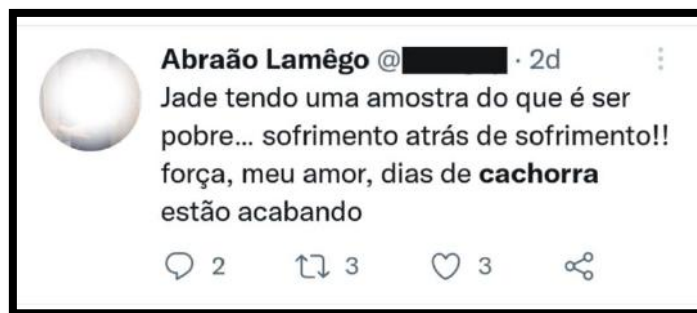 Abraão Lamêgo @ · 2d
Jade tendo uma amostra do que é ser
pobre... sofrimento atrás de sofrimento!!
força, meu amor, dias de cachorra
estão acabando
2 3 3